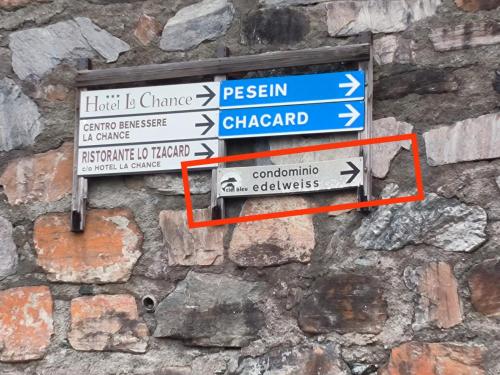 Hotel La Chance
CENTRO BENESSERE
LA CHANCE
RISTORANTE LO TZACARD
c/o HOTEL LA CHANCE
PESEIN
CHACARD
condominio
edelweiss
ciel bleu